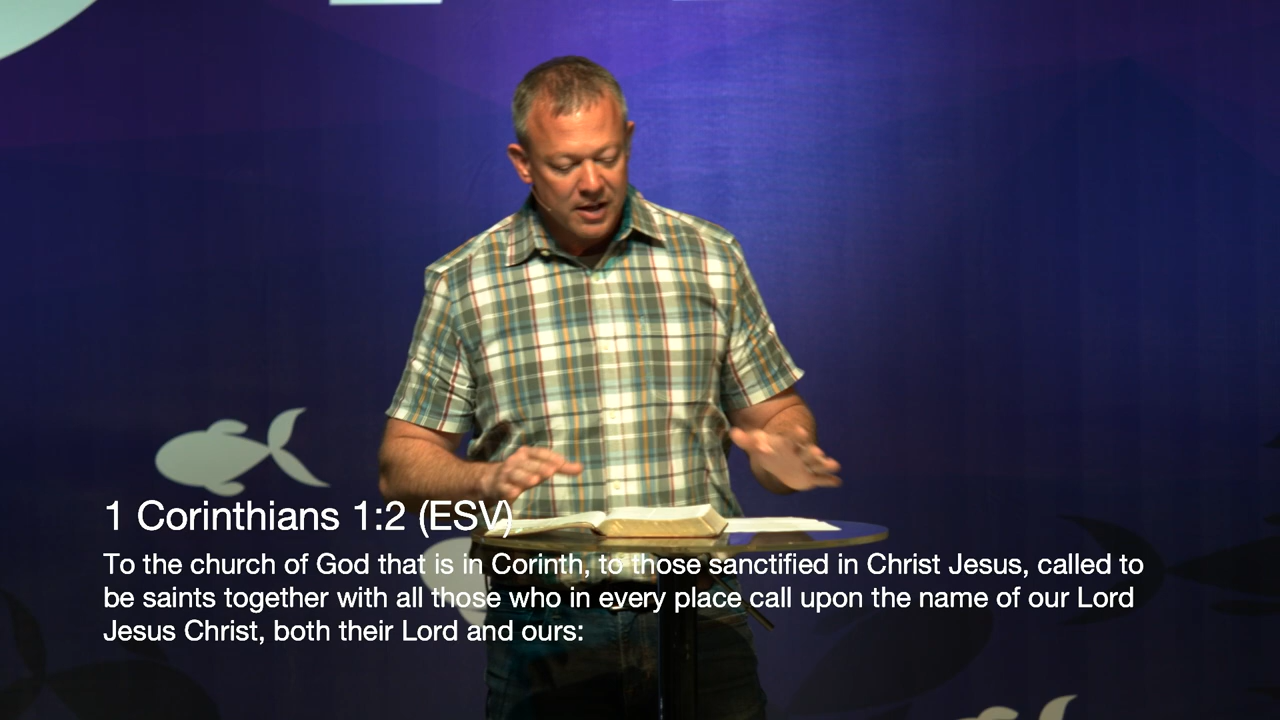 1 Corinthians 1:2 (ESV)
To the church of God that is in Corinth, to those sanctified in Christ Jesus, called to
be saints together with all those who in every place call upon the name of our Lord
Jesus Christ, both their Lord and ours: